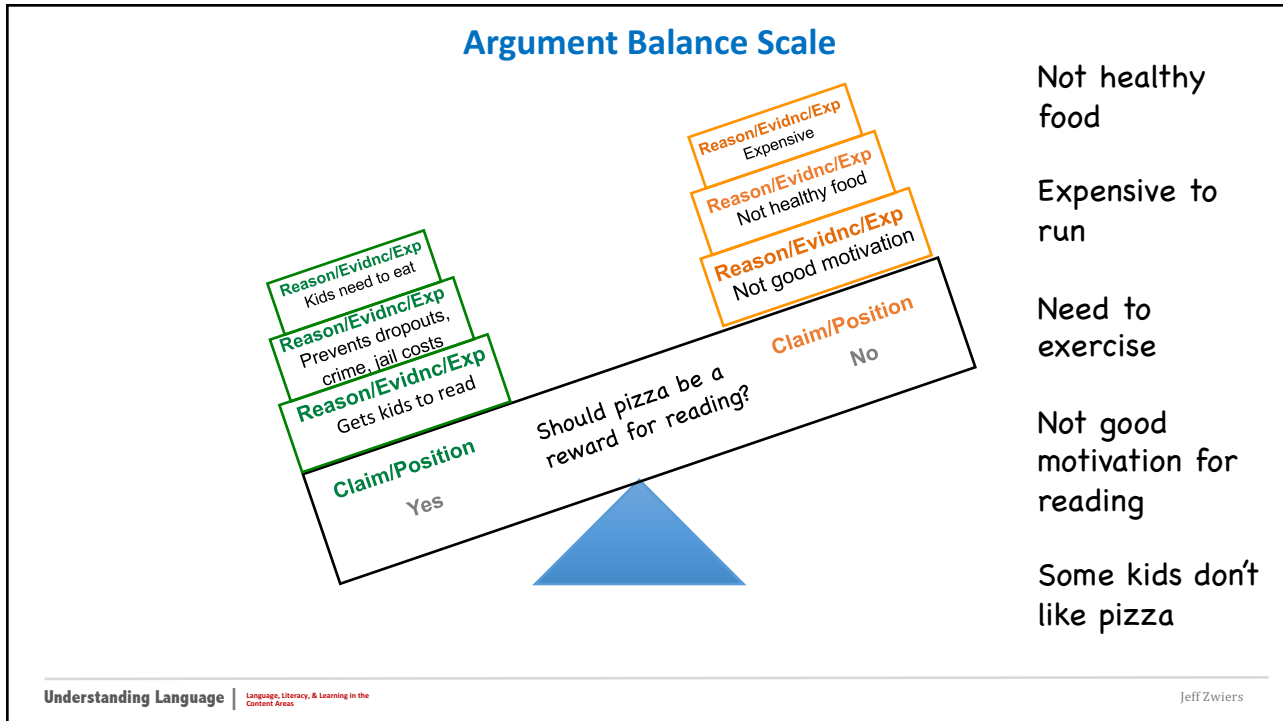 Argument Balance Scale
Reason/Evidnc/Exp
Kids need to eat
Reason/Evidnc/Exp
Prevents dropouts,
crime, jail costs
Reason/Evidnc/Exp
Gets kids to read
Claim/Position
Yes
Should pizza be a
reward for reading?
Reason/Evidnc/Exp
Expensive
Reason/Evidnc/Exp
Not healthy food
Reason/Evidnc/Exp
Not good motivation
Claim/Position
No
Not healthy
food
Expensive to
run
Need to
exercise
Not good
motivation for
reading
Some kids don't
like pizza
Understanding Language
Language, Literacy, & Learning in the
Content Areas
Jeff Zwiers